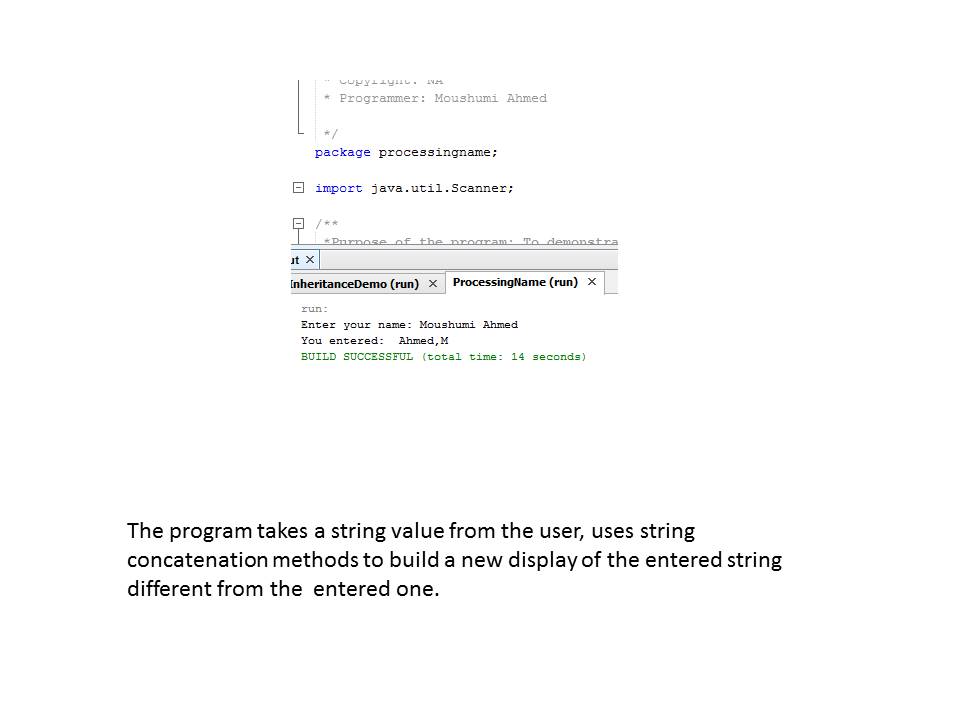 * Copyright: NA
* Programmer: Moushumi Ahmed
*/
package processingname;
import java.util.Scanner;
/**
*Purpose of the program: To demonstra
ut ×
InheritanceDemo (run) × ProcessingName (run) ×
run:
Enter your name: Moushumi Ahmed
You entered:  Ahmed,M
BUILD SUCCESSFUL (total time: 14 seconds)
The program takes a string value from the user, uses string
concatenation methods to build a new display of the entered string
different from the  entered one.